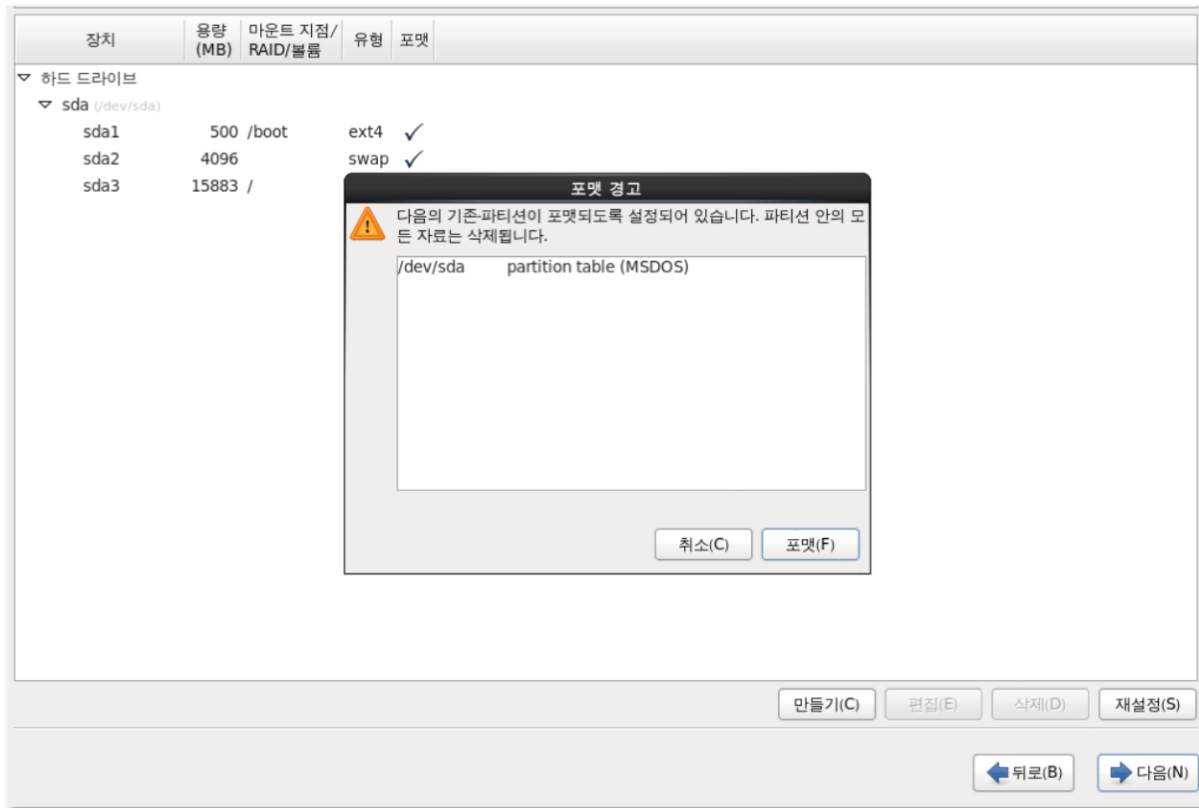 장치
용량
(MB)
마운트 지점/
RAID/볼륨
유형
포맷
하드 드라이브
sda (/dev/sda)
sda1 500 /boot ext4
sda2 4096 swap
sda3 15883 /
포맷 경고
다음의 기존·파티션이 포맷되도록 설정되어 있습니다. 파티션 안의 모
든 자료는 삭제됩니다.
/dev/sda partition table (MSDOS)
취소(C) 포맷(F)
만들기(C) 편집(E) 삭제(D) 재설정(S)
뒤로(B) 다음(N)